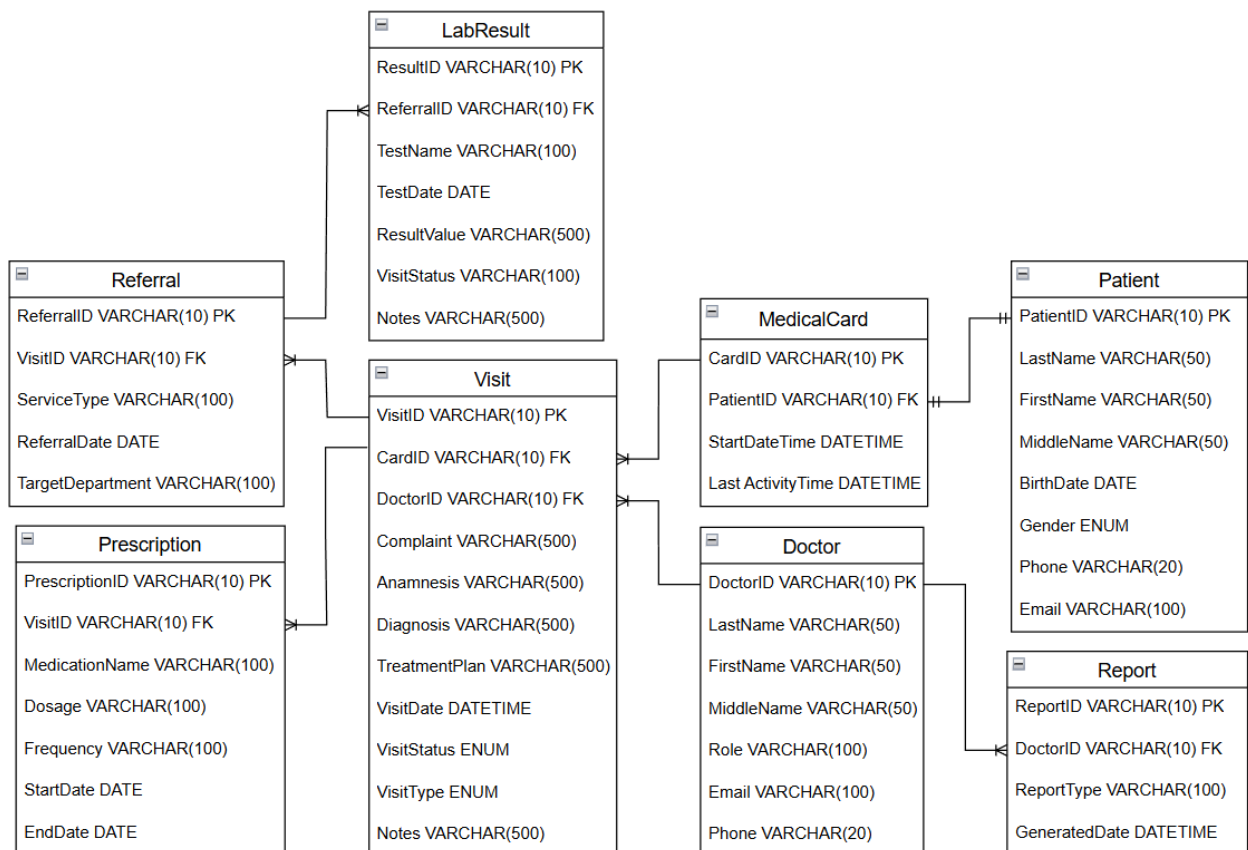 LabResult
ResultID VARCHAR(10) PK
ReferralID VARCHAR(10) FK
TestName VARCHAR(100)
TestDate DATE
ResultValue VARCHAR(500)
VisitStatus VARCHAR(100)
Notes VARCHAR(500)
Referral
ReferralID VARCHAR(10) PK
VisitID VARCHAR(10) FK
ServiceType VARCHAR(100)
ReferralDate DATE
TargetDepartment VARCHAR(100)
Prescription
PrescriptionID VARCHAR(10) PK
VisitID VARCHAR(10) FK
MedicationName VARCHAR(100)
Dosage VARCHAR(100)
Frequency VARCHAR(100)
StartDate DATE
EndDate DATE
Visit
VisitID VARCHAR(10) PK
CardID VARCHAR(10) FK
DoctorID VARCHAR(10) FK
Complaint VARCHAR(500)
Anamnesis VARCHAR(500)
Diagnosis VARCHAR(500)
TreatmentPlan VARCHAR(500)
VisitDate DATETIME
VisitStatus ENUM
VisitType ENUM
Notes VARCHAR(500)
MedicalCard
CardID VARCHAR(10) PK
PatientID VARCHAR(10) FK
StartDateTime DATETIME
Last ActivityTime DATETIME
Doctor
DoctorID VARCHAR(10) PK
LastName VARCHAR(50)
FirstName VARCHAR(50)
MiddleName VARCHAR(50)
Role VARCHAR(100)
Email VARCHAR(100)
Phone VARCHAR(20)
Patient
PatientID VARCHAR(10) PK
LastName VARCHAR(50)
FirstName VARCHAR(50)
MiddleName VARCHAR(50)
BirthDate DATE
Gender ENUM
Phone VARCHAR(20)
Email VARCHAR(100)
Report
ReportID VARCHAR(10) PK
DoctorID VARCHAR(10) FK
ReportType VARCHAR(100)
GeneratedDate DATETIME